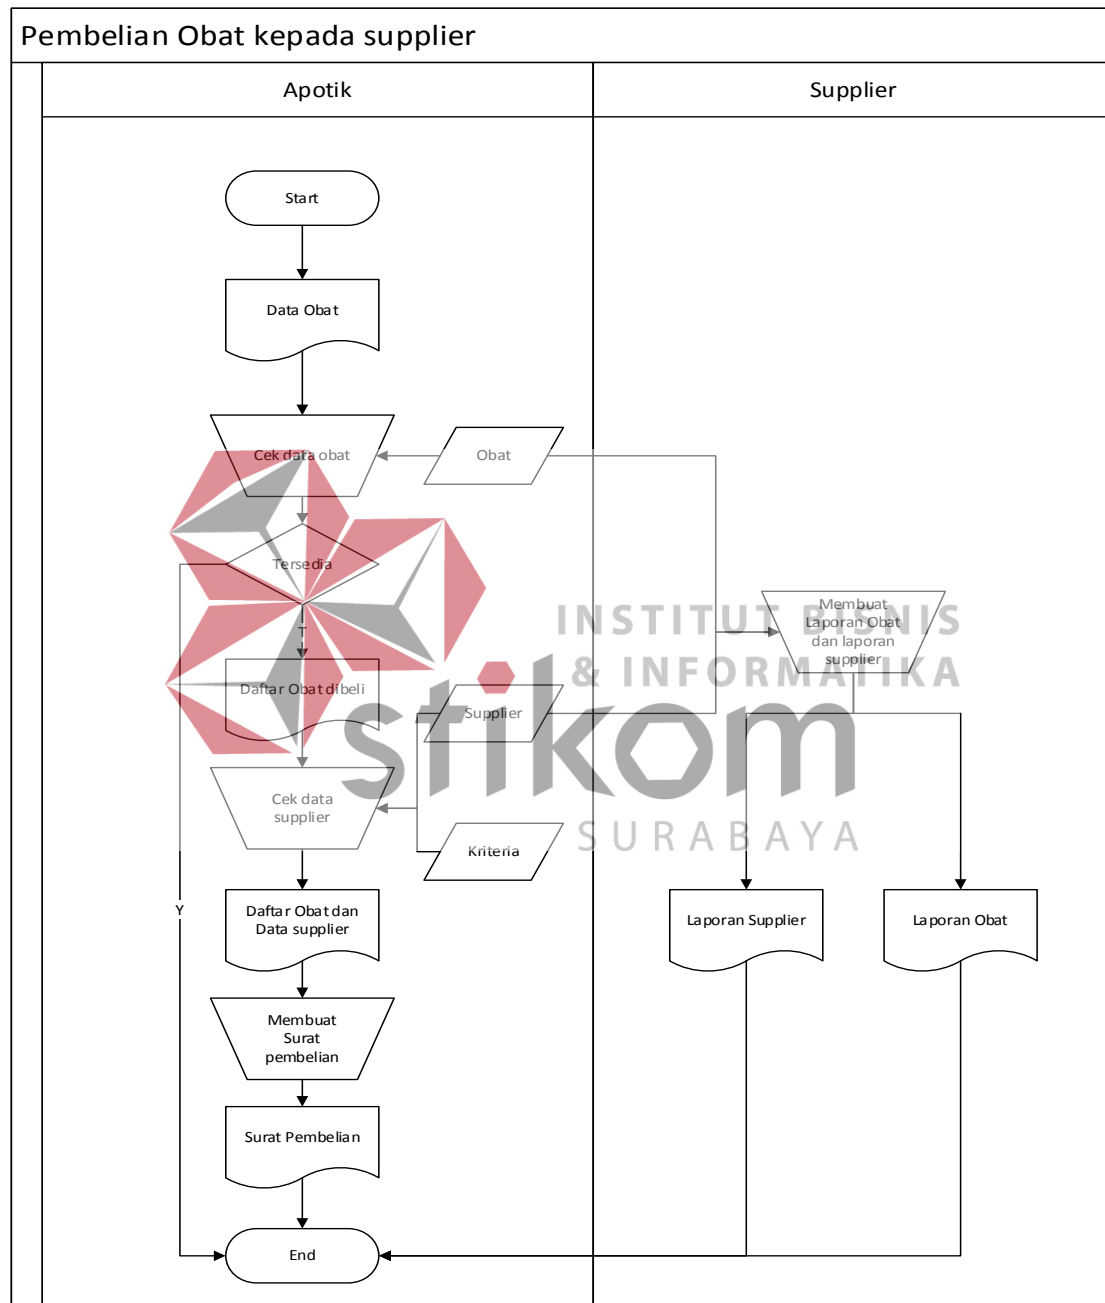 Pembelian Obat kepada supplier
Apotik
Supplier
Start
Data Obat
Cek data obat
Obat
Tersedia
T
Membuat
Laporan Obat
dan laporan
supplier
INSTITUT BISNIS
& INFORMATIKA
stikom
SURABAYA
Daftar Obat dibeli
Supplier
Cek data
supplier
Kriteria
Y
Daftar Obat dan
Data supplier
Laporan Supplier
Laporan Obat
Membuat
Surat
pembelian
Surat Pembelian
End